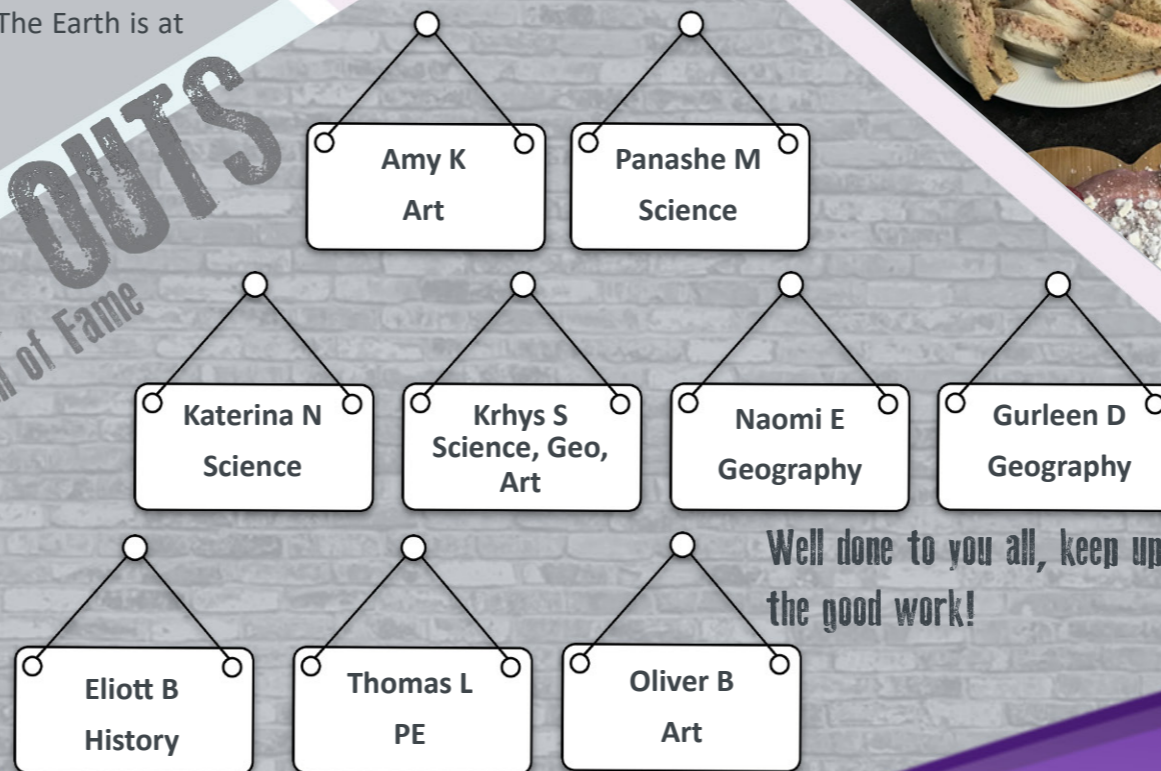 The Earth is at
OUTS
of Fame
Amy K
Art
Panashe M
Science
Katerina N
Science
Krhys S
Science, Geo,
Art
Naomi E
Geography
Gurleen D
Geography
Well done to you all, keep up
the good work!
Eliott B
History
Thomas L
PE
Oliver B
Art